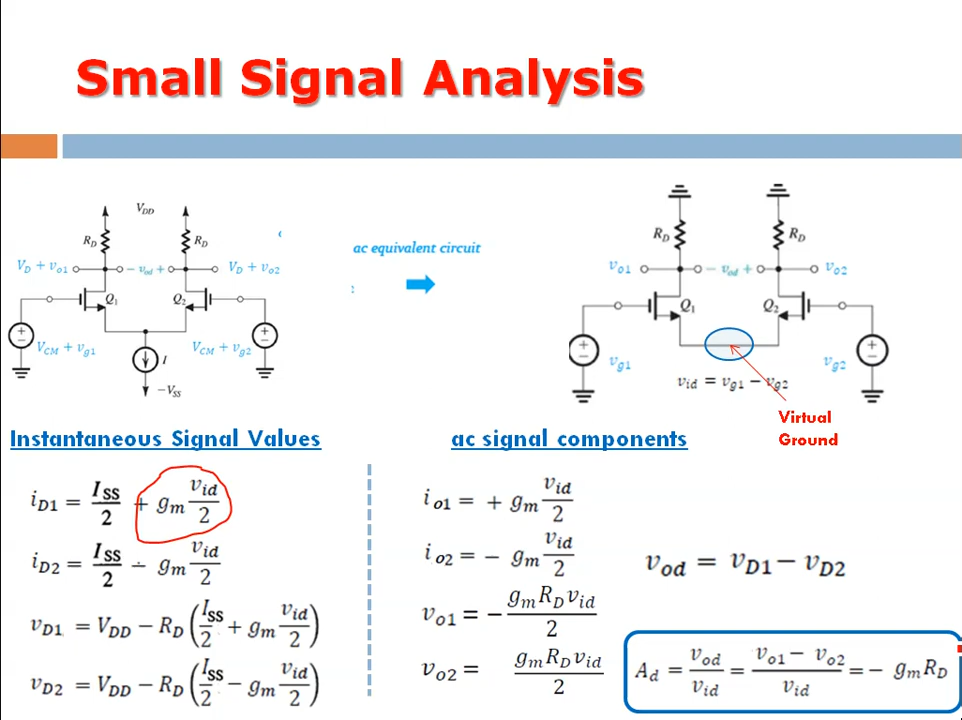 Small Signal Analysis
V_DD
R_D R_D
V_D + v_o1 − v_od + V_D + v_o2
Q_1 Q_2
+ − V_CM + v_g1 V_CM + v_g2 + −
I
−V_SS
ac equivalent circuit
R_D R_D
v_o1 − v_od + v_o2
Q_1 Q_2
+ − v_g1 v_g2 + −
v_id = v_g1 − v_g2
Virtual
Ground
Instantaneous Signal Values
i_D1 = I_SS/2 + g_m v_id/2
i_D2 = I_SS/2 − g_m v_id/2
v_D1 = V_DD − R_D (I_SS/2 + g_m v_id/2)
v_D2 = V_DD − R_D (I_SS/2 − g_m v_id/2)
ac signal components
i_o1 = + g_m v_id/2
i_o2 = − g_m v_id/2
v_o1 = − g_m R_D v_id/2
v_o2 = g_m R_D v_id/2
v_od = v_D1 − v_D2
A_d = v_od/v_id = (v_o1 − v_o2)/v_id = − g_m R_D